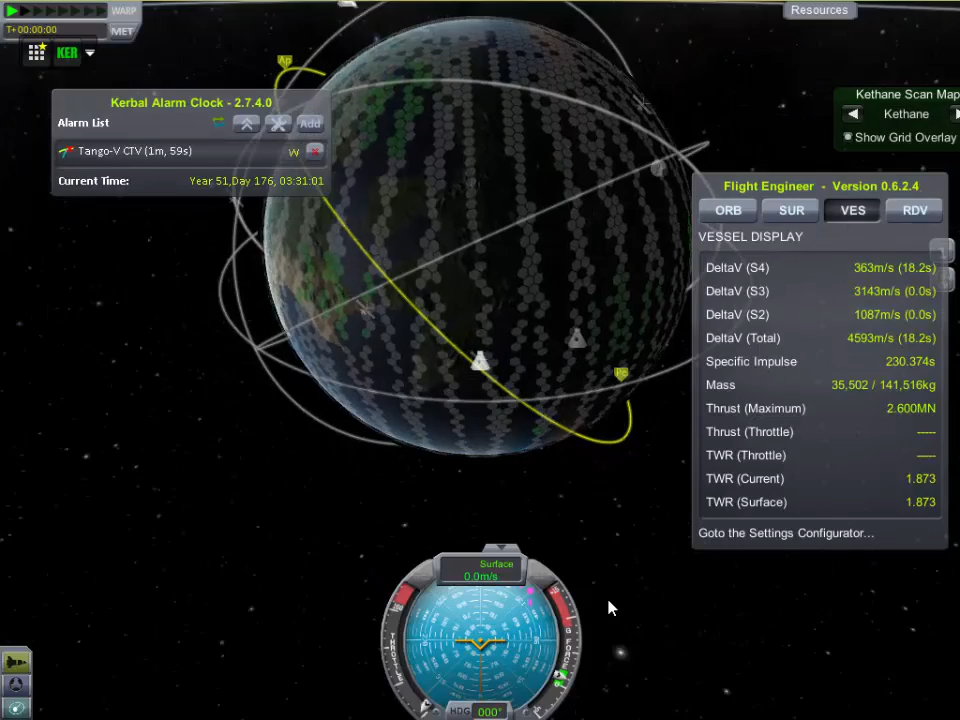 WARP
T+00:00:00
MET
KER
Resources
Ap
Kerbal Alarm Clock - 2.7.4.0
Alarm List
Add
Tango-V CTV (1m, 59s)
W
Current Time: Year 51,Day 176, 03:31:01
Kethane Scan Map
Kethane
Show Grid Overlay
Flight Engineer - Version 0.6.2.4
ORB SUR VES RDV
VESSEL DISPLAY
DeltaV (S4) 363m/s (18.2s)
DeltaV (S3) 3143m/s (0.0s)
DeltaV (S2) 1087m/s (0.0s)
DeltaV (Total) 4593m/s (18.2s)
Specific Impulse 230.374s
Mass 35,502 / 141,516kg
Thrust (Maximum) 2.600MN
Thrust (Throttle) -----
TWR (Throttle) -----
TWR (Current) 1.873
TWR (Surface) 1.873
Goto the Settings Configurator...
Pe
Surface
0.0m/s
THROTTLE
G FORCE
HDG 000°